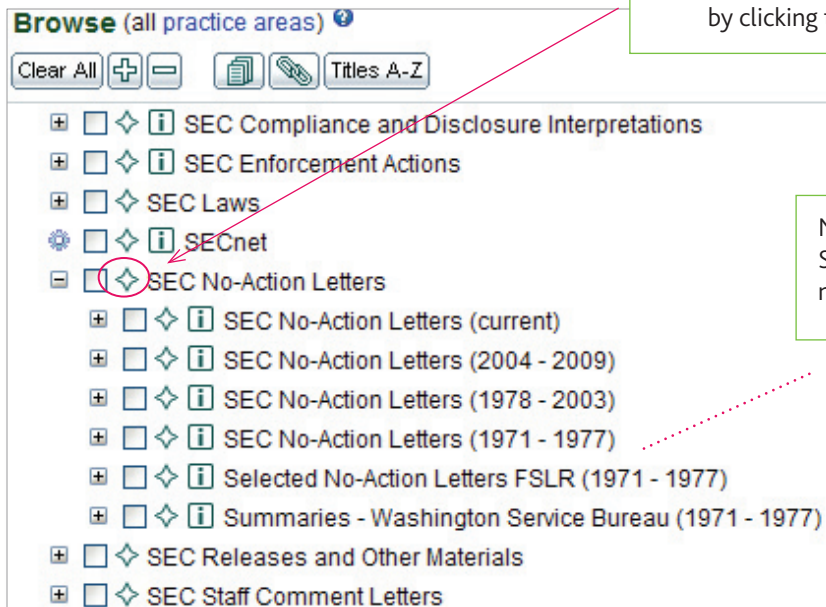 Browse (all practice areas)
by clicking
Clear All
Titles A-Z
SEC Compliance and Disclosure Interpretations
SEC Enforcement Actions
SEC Laws
SECnet
SEC No-Action Letters
SEC No-Action Letters (current)
SEC No-Action Letters (2004 - 2009)
SEC No-Action Letters (1978 - 2003)
SEC No-Action Letters (1971 - 1977)
Selected No-Action Letters FSLR (1971 - 1977)
Summaries - Washington Service Bureau (1971 - 1977)
SEC Releases and Other Materials
SEC Staff Comment Letters